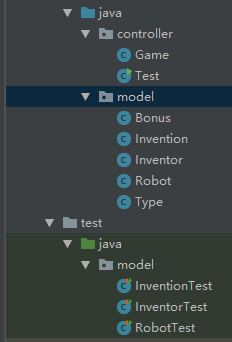 java
controller
Game
Test
model
Bonus
Invention
Inventor
Robot
Type
test
java
model
InventionTest
InventorTest
RobotTest